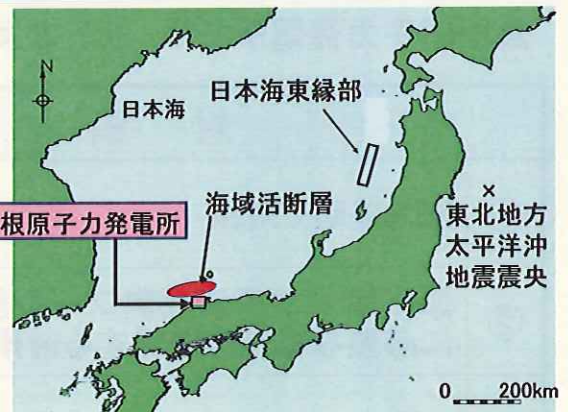 N
日本海
日本海東縁部
海域活断層
根原子力発電所
東北地方
太平洋沖
地震震央
0 200km